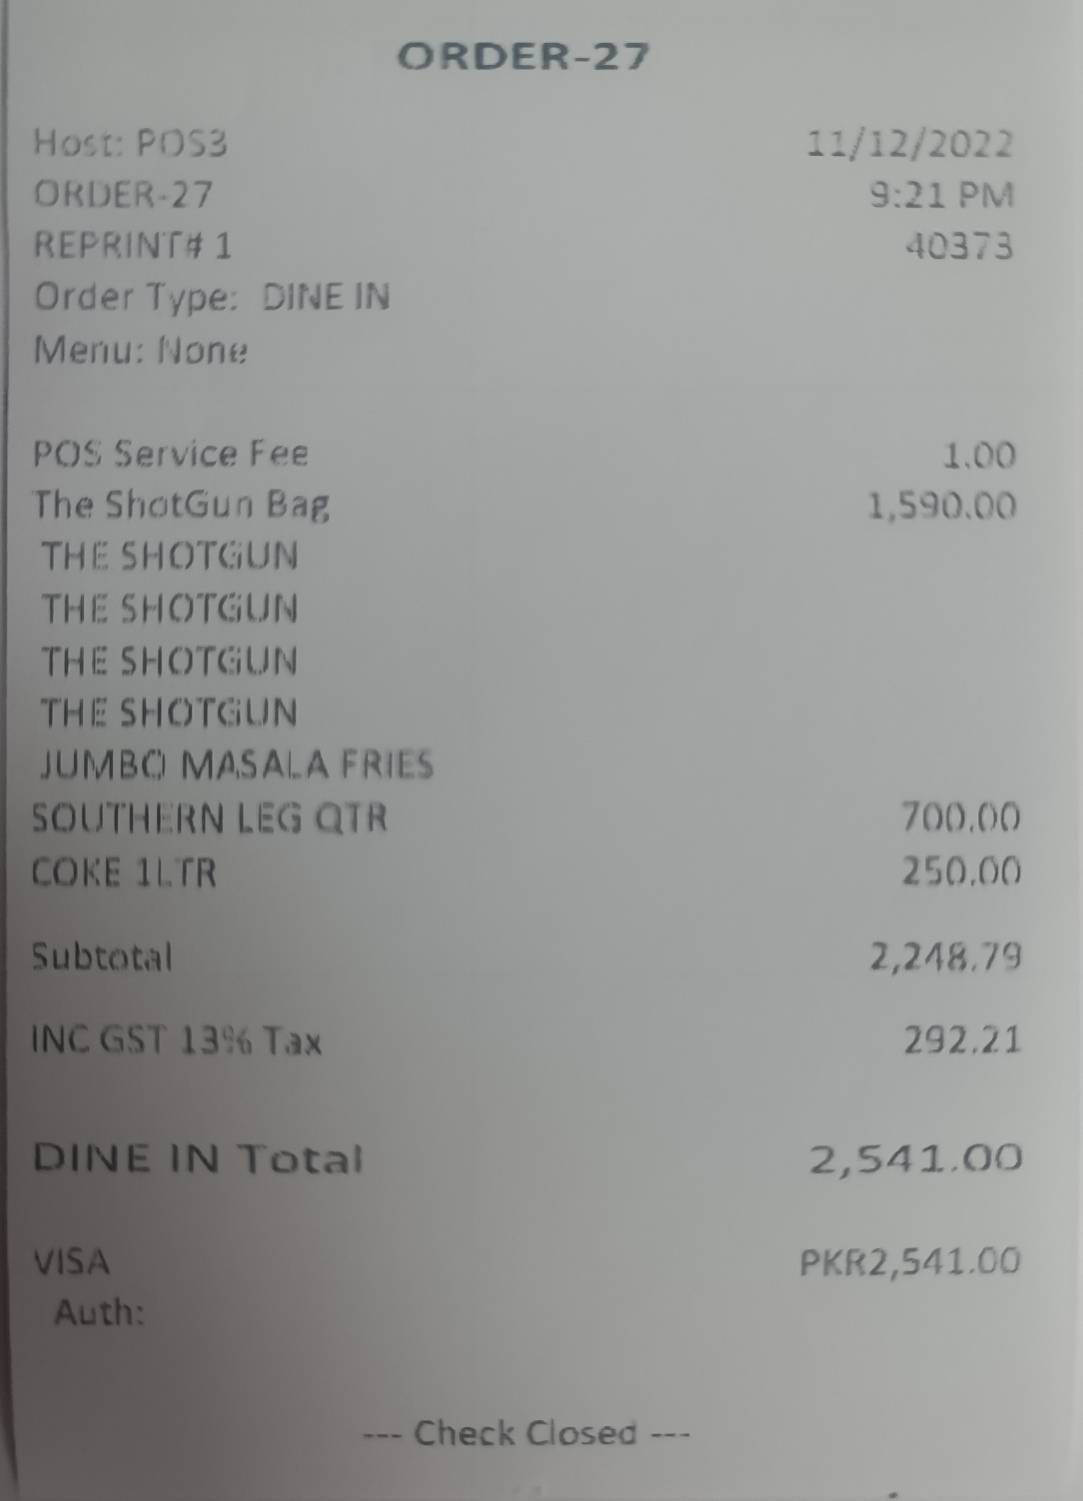 ORDER-27
Host: POS3 11/12/2022
ORDER-27 9:21 PM
REPRINT# 1 40373
Order Type: DINE IN
Menu: None
POS Service Fee 1.00
The ShotGun Bag 1,590.00
THE SHOTGUN
THE SHOTGUN
THE SHOTGUN
THE SHOTGUN
JUMBO MASALA FRIES
SOUTHERN LEG QTR 700.00
COKE 1LTR 250.00
Subtotal 2,248.79
INC GST 13% Tax 292.21
DINE IN Total 2,541.00
VISA PKR2,541.00
Auth:
--- Check Closed ---